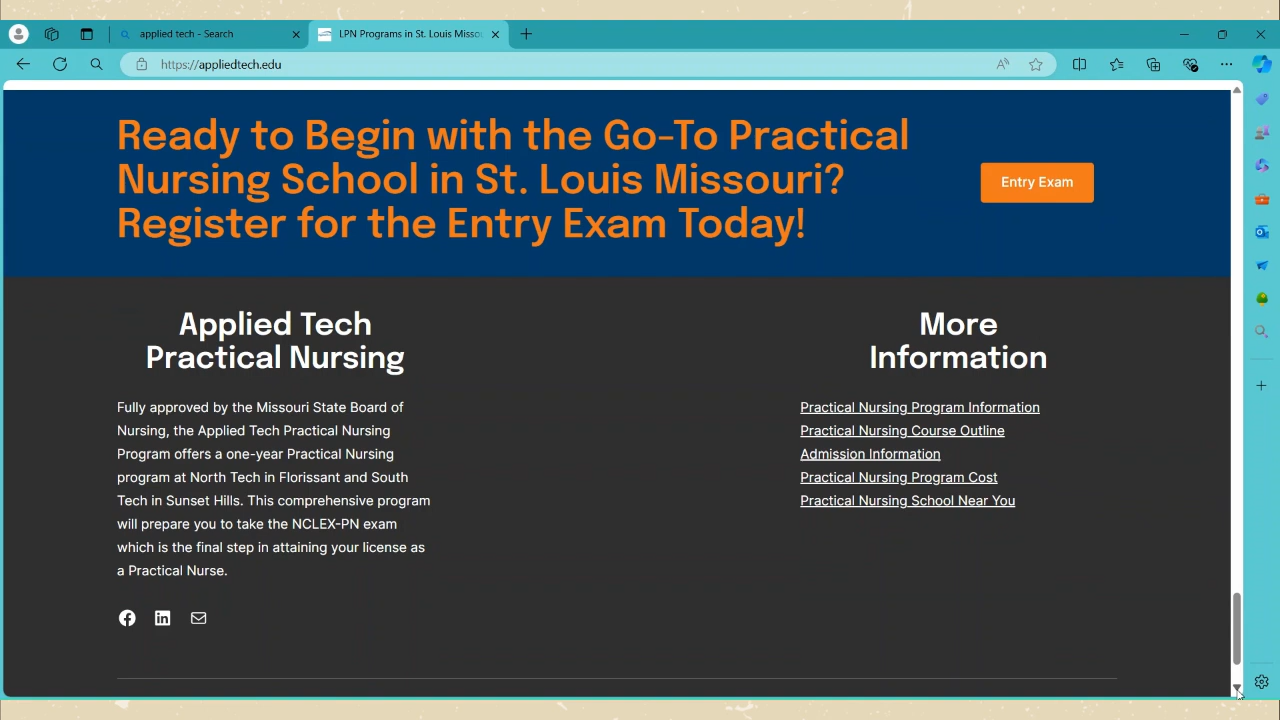 applied tech - Search
LPN Programs in St. Louis Misso
https://appliedtech.edu
Ready to Begin with the Go-To Practical
Nursing School in St. Louis Missouri?
Register for the Entry Exam Today!
Entry Exam
Applied Tech
Practical Nursing
Fully approved by the Missouri State Board of
Nursing, the Applied Tech Practical Nursing
Program offers a one-year Practical Nursing
program at North Tech in Florissant and South
Tech in Sunset Hills. This comprehensive program
will prepare you to take the NCLEX-PN exam
which is the final step in attaining your license as
a Practical Nurse.
More
Information
Practical Nursing Program Information
Practical Nursing Course Outline
Admission Information
Practical Nursing Program Cost
Practical Nursing School Near You